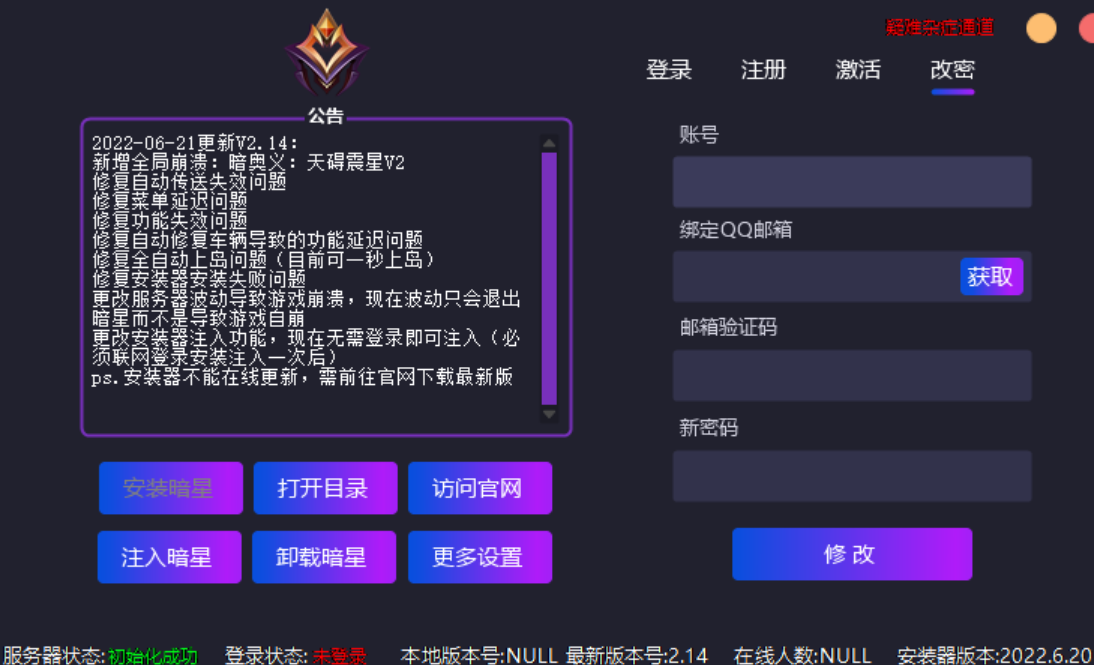 疑难杂症通道
登录 注册 激活 改密
公告
2022-06-21更新V2.14:
新增全局崩溃: 暗奥义: 天碍震星V2
修复自动传送失效问题
修复菜单延迟问题
修复功能失效问题
修复自动修复车辆导致的功能延迟问题
修复全自动上岛问题（目前可一秒上岛）
修复安装器安装失败问题
更改服务器波动导致游戏崩溃，现在波动只会退出
暗星而不是导致游戏自崩
更改安装器注入功能，现在无需登录即可注入（必
须联网登录安装注入一次后）
ps.安装器不能在线更新，需前往官网下载最新版
安装暗星 打开目录 访问官网
注入暗星 卸载暗星 更多设置
账号
绑定QQ邮箱
获取
邮箱验证码
新密码
修 改
服务器状态:初始化成功 登录状态:未登录 本地版本号:NULL 最新版本号:2.14 在线人数:NULL 安装器版本:2022.6.20